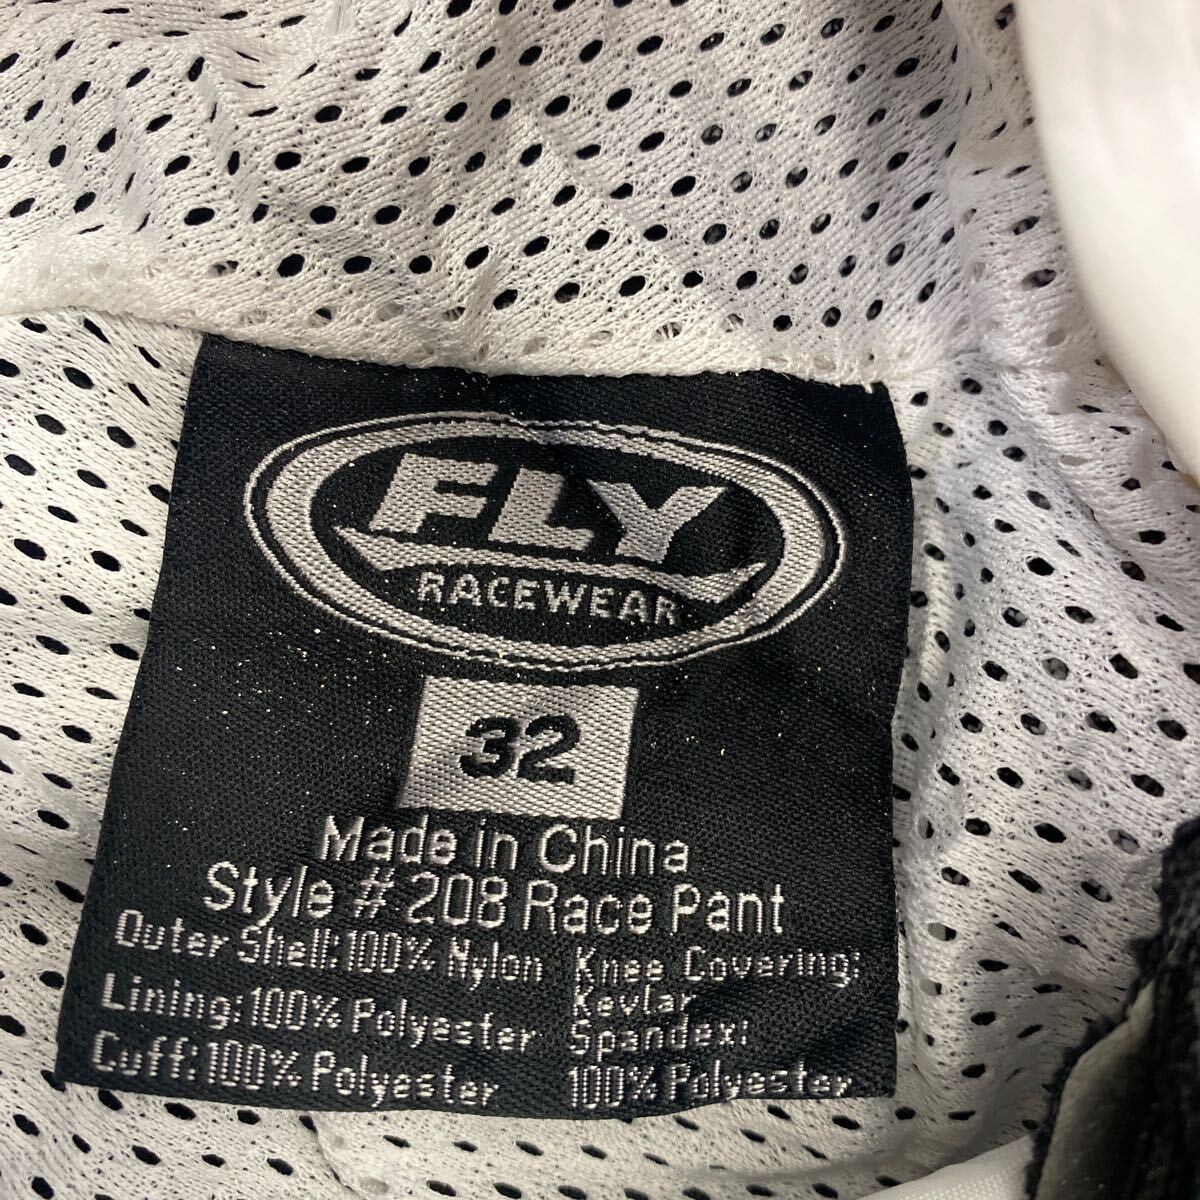 FLY
RACEWEAR
32
Made in China
Style # 208 Race Pant
Outer Shell: 100% Nylon
Lining: 100% Polyester
Cuff: 100% Polyester
Knee Covering:
Kevlar
Spandex:
100% Polyester